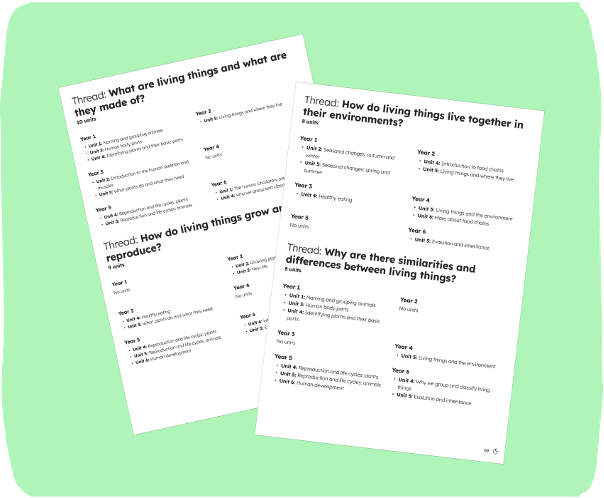 Thread: What are living things and what are
they made of?
10 units
Year 1
• Unit 1: Naming and grouping animals
• Unit 3: Human body parts
• Unit 4: Identifying plants and their basic parts
Year 2
• Unit 5: Living things and where they live
Year 3
• Unit 2: Introduction to the human skeleton and
muscles
• Unit 5: What plants do and what they need
Year 4
No units
Year 5
• Unit 4: Reproduction and life cycles: plants
• Unit 5: Reproduction and life cycles: animals
Year 6
• Unit 1: The human circulatory
• Unit 4: Why we group and
Thread: How do living things grow an
reproduce?
9 units
Year 1
No units
Year 2
• Unit 2: Growing
• Unit 3: New life
Year 3
• Unit 4: Healthy eating
• Unit 5: What plants do and what they need
Year 4
No units
Year 5
• Unit 4: Reproduction and life cycles: plants
• Unit 5: Reproduction and life cycles: animals
• Unit 6: Human development
Year 6
Thread: How do living things live together in
their environments?
8 units
Year 1
• Unit 2: Seasonal changes: autumn and
winter
• Unit 5: Seasonal changes: spring and
summer
Year 2
• Unit 4: Introduction to food chains
• Unit 5: Living things and where they live
Year 3
• Unit 4: Healthy eating
Year 4
• Unit 5: Living things and the environment
• Unit 6: More about food chains
Year 5
No units
Year 6
• Unit 5: Evolution and inheritance
Thread: Why are there similarities and
differences between living things?
8 units
Year 1
• Unit 1: Naming and grouping animals
• Unit 3: Human body parts
• Unit 4: Identifying plants and their basic
parts
Year 2
No units
Year 3
No units
Year 4
• Unit 5: Living things and the environment
Year 5
• Unit 4: Reproduction and life cycles: plants
• Unit 5: Reproduction and life cycles: animals
• Unit 6: Human development
Year 6
• Unit 4: Why we group and classify living
things
• Unit 5: Evolution and inheritance